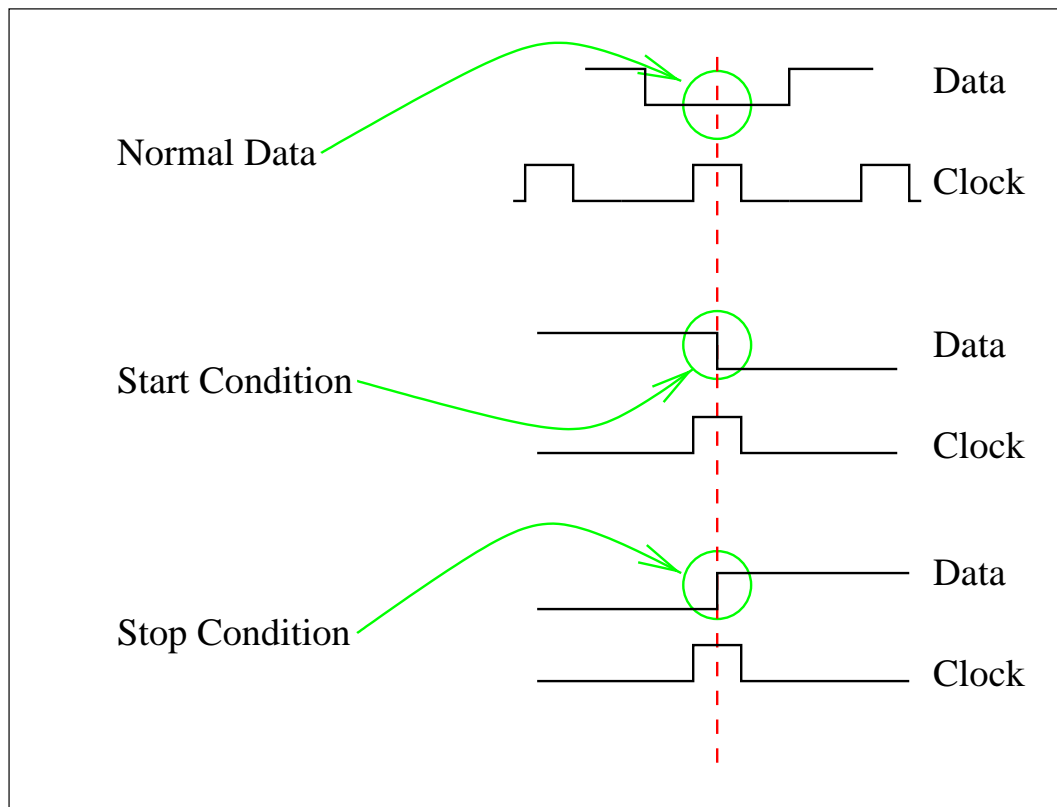 Data
Normal Data
Clock
Data
Start Condition
Clock
Data
Stop Condition
Clock